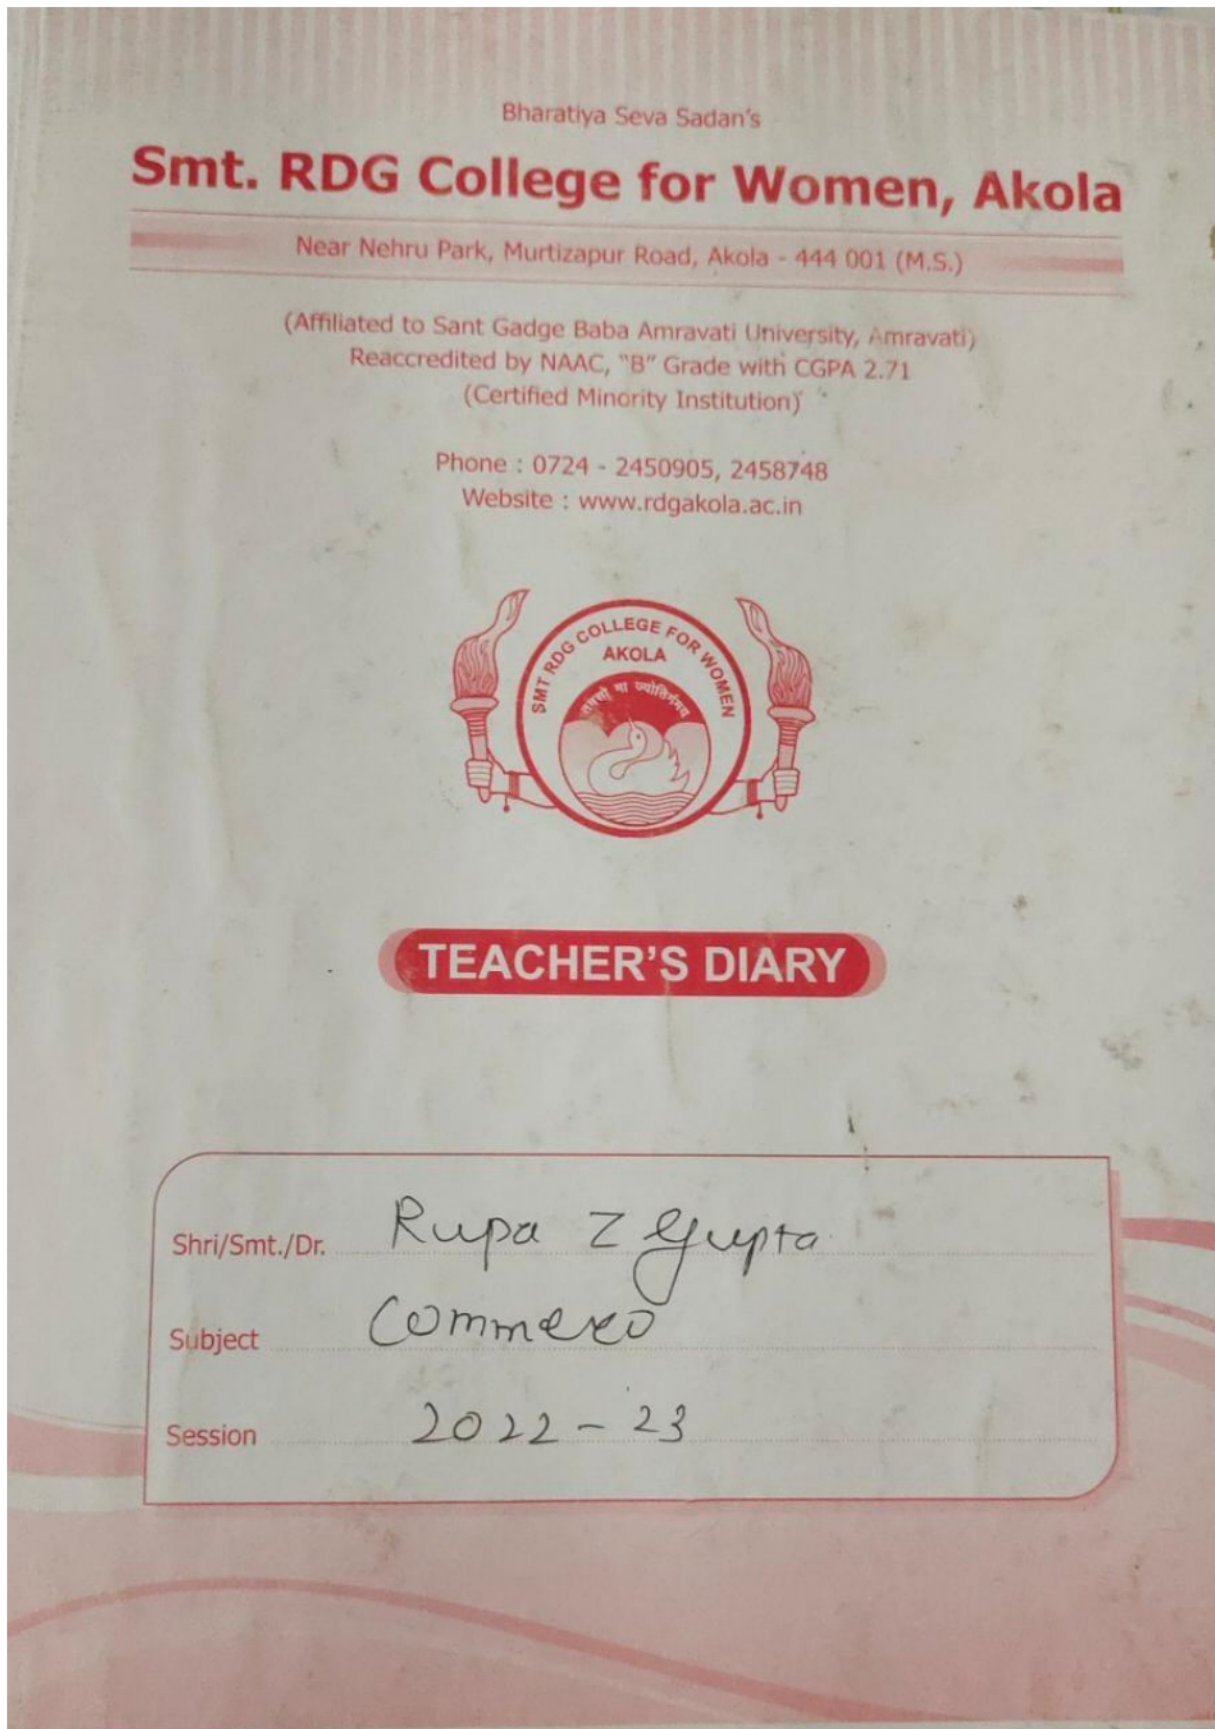 Bharatiya Seva Sadan's
Smt. RDG College for Women, Akola
Near Nehru Park, Murtizapur Road, Akola - 444 001 (M.S.)
(Affiliated to Sant Gadge Baba Amravati University, Amravati)
Reaccredited by NAAC, "B" Grade with CGPA 2.71
(Certified Minority Institution)
Phone : 0724 - 2450905, 2458748
Website : www.rdgakola.ac.in
SMT RDG COLLEGE FOR WOMEN
AKOLA
तमसो मा ज्योतिर्गमय
TEACHER'S DIARY
Shri/Smt./Dr. Rupa Z Gupta
Subject Commerce
Session 2022-23